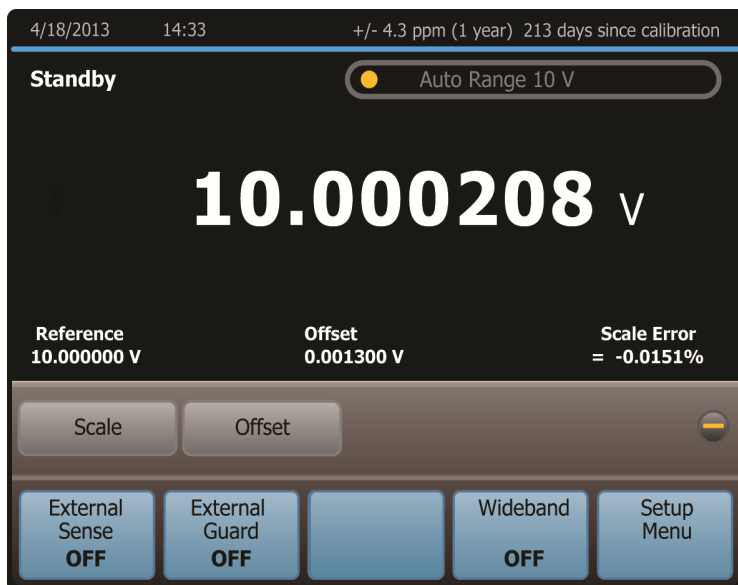 4/18/2013 14:33 +/- 4.3 ppm (1 year) 213 days since calibration
Standby Auto Range 10 V
10.000208 V
Reference Offset Scale Error
10.000000 V 0.001300 V = -0.0151%
Scale Offset
External Sense OFF
External Guard OFF
Wideband OFF
Setup Menu